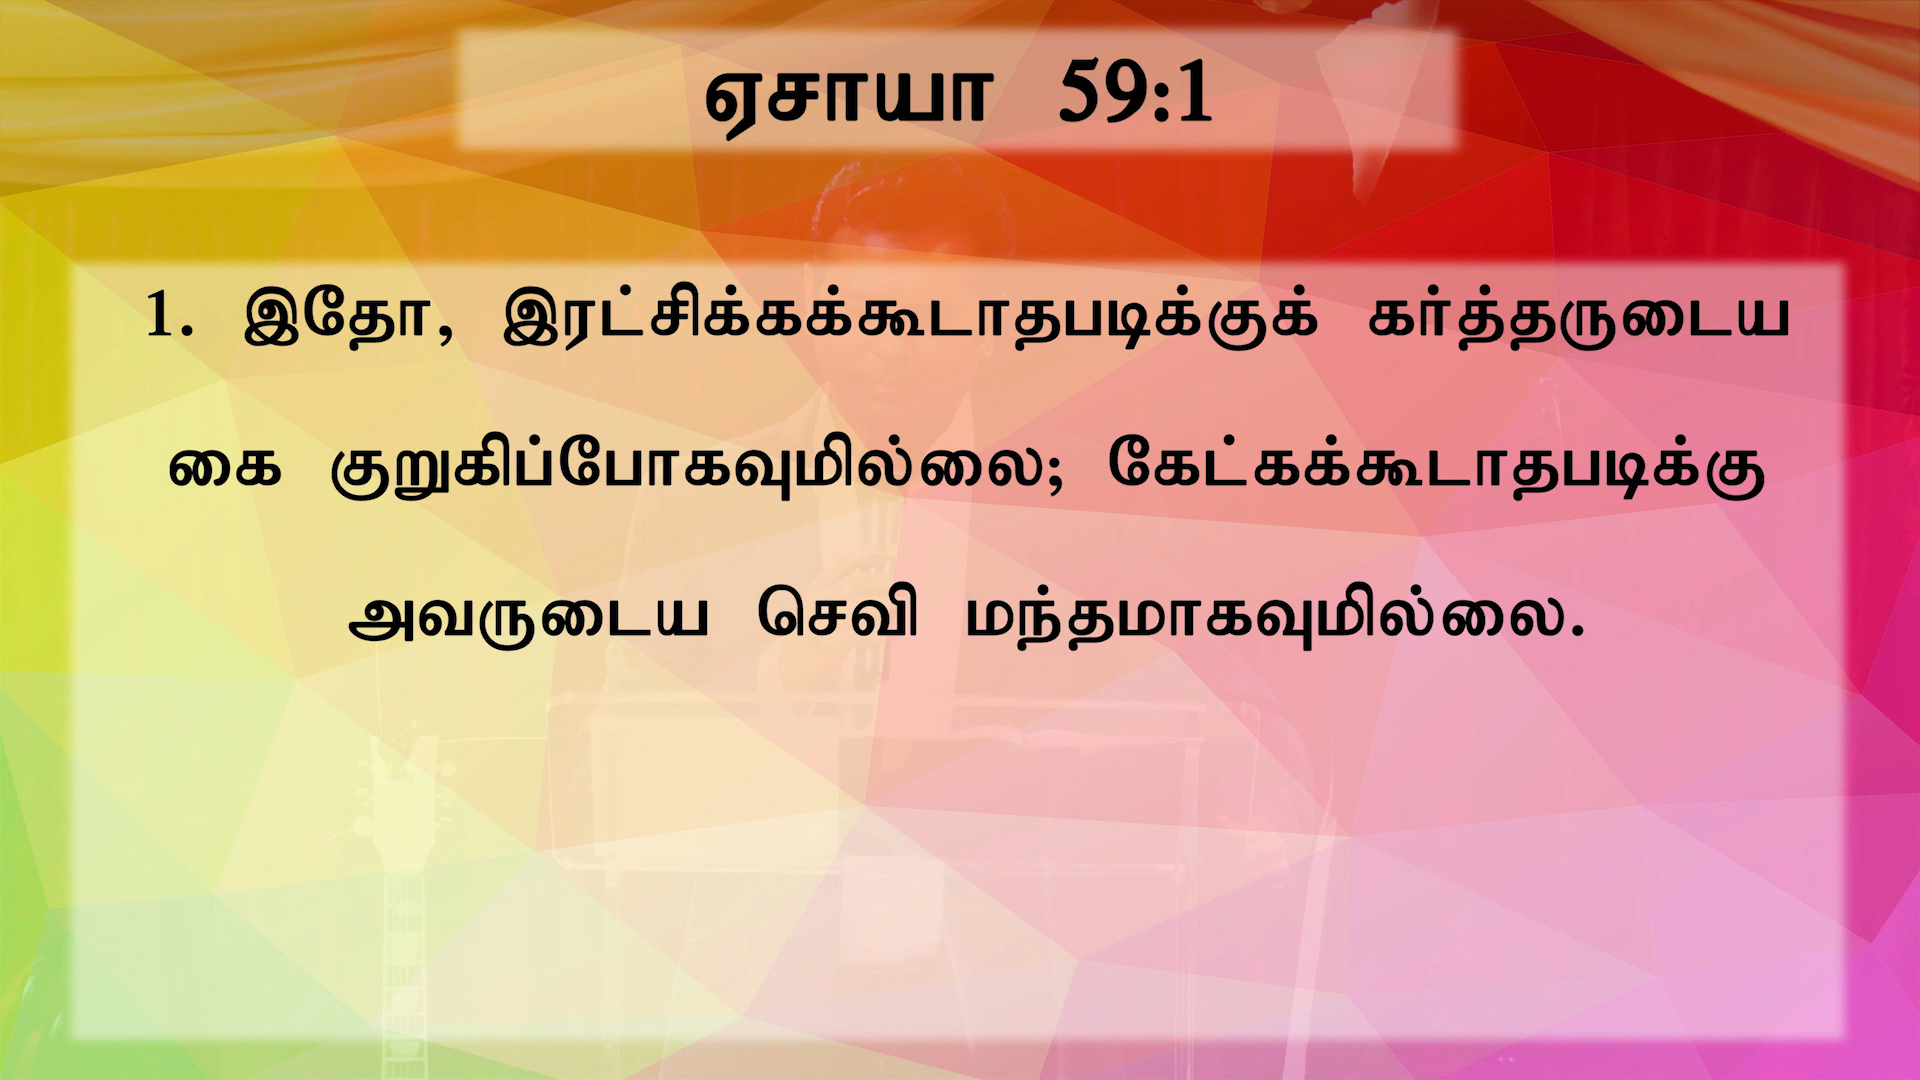 ஏசாயா 59:1
1. இதோ, இரட்சிக்கக்கூடாதபடிக்குக் கர்த்தருடைய
கை குறுகிப்போகவுமில்லை; கேட்கக்கூடாதபடிக்கு
அவருடைய செவி மந்தமாகவுமில்லை.